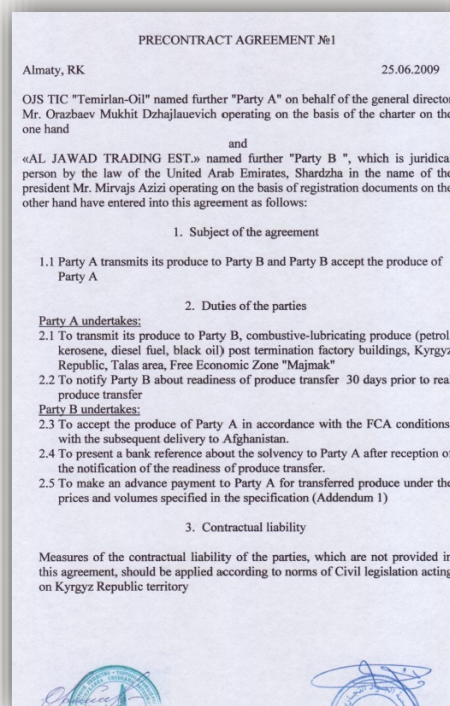 PRECONTRACT AGREEMENT №1
Almaty, RK 25.06.2009
OJS TIC "Temirlan-Oil" named further "Party A" on behalf of the general director
Mr. Orazbaev Mukhit Dzhajlauevich operating on the basis of the charter on the
one hand
and
«AL JAWAD TRADING EST.» named further "Party B ", which is juridica
person by the law of the United Arab Emirates, Shardzha in the name of the
president Mr. Mirvajs Azizi operating on the basis of registration documents on the
other hand have entered into this agreement as follows:
1. Subject of the agreement
1.1 Party A transmits its produce to Party B and Party B accept the produce of
Party A
2. Duties of the parties
Party A undertakes:
2.1 To transmit its produce to Party B, combustive-lubricating produce (petrol
kerosene, diesel fuel, black oil) post termination factory buildings, Kyrgyz
Republic, Talas area, Free Economic Zone "Majmak"
2.2 To notify Party B about readiness of produce transfer 30 days prior to rea
produce transfer
Party B undertakes:
2.3 To accept the produce of Party A in accordance with the FCA conditions
with the subsequent delivery to Afghanistan.
2.4 To present a bank reference about the solvency to Party A after reception of
the notification of the readiness of produce transfer.
2.5 To make an advance payment to Party A for transferred produce under the
prices and volumes specified in the specification (Addendum 1)
3. Contractual liability
Measures of the contractual liability of the parties, which are not provided in
this agreement, should be applied according to norms of Civil legislation acting
on Kyrgyz Republic territory